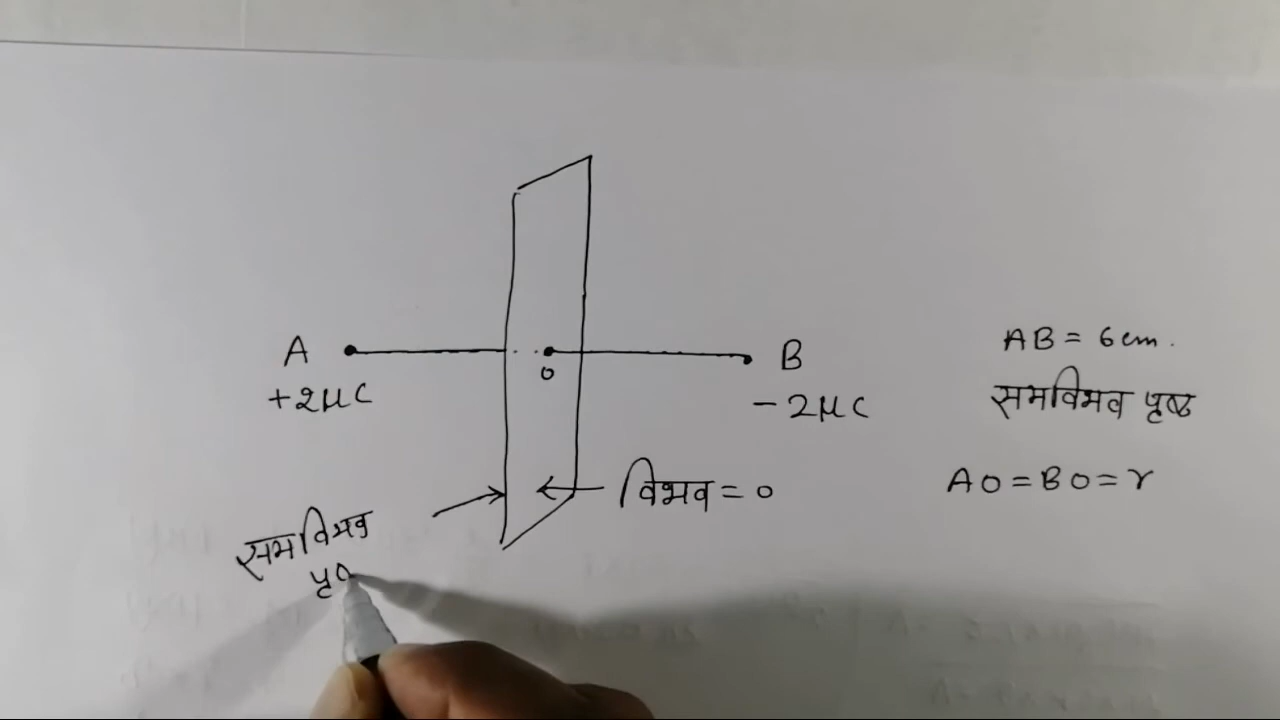 A
+2μC
O
B
-2μC
AB = 6cm.
समविभव पृष्ठ
AO = BO = r
विभव = 0
समविभव